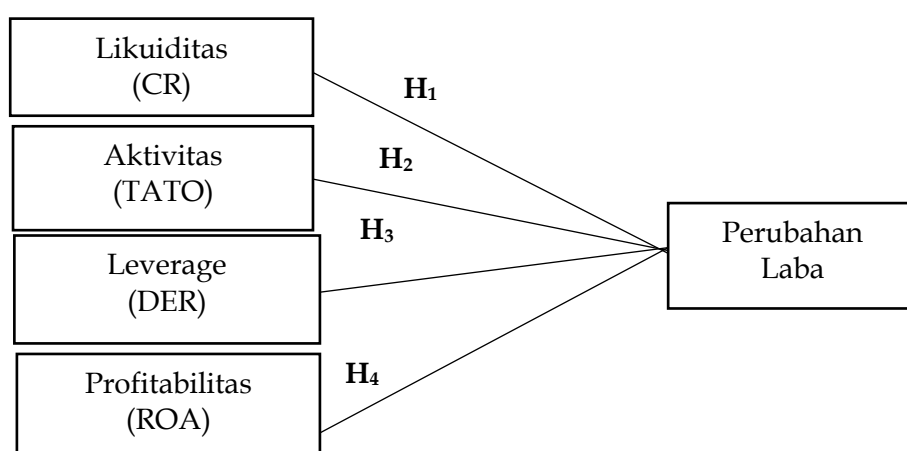 Likuiditas
(CR)
H₁
Aktivitas
(TATO)
H₂
H₃
Leverage
(DER)
Perubahan
Laba
H₄
Profitabilitas
(ROA)